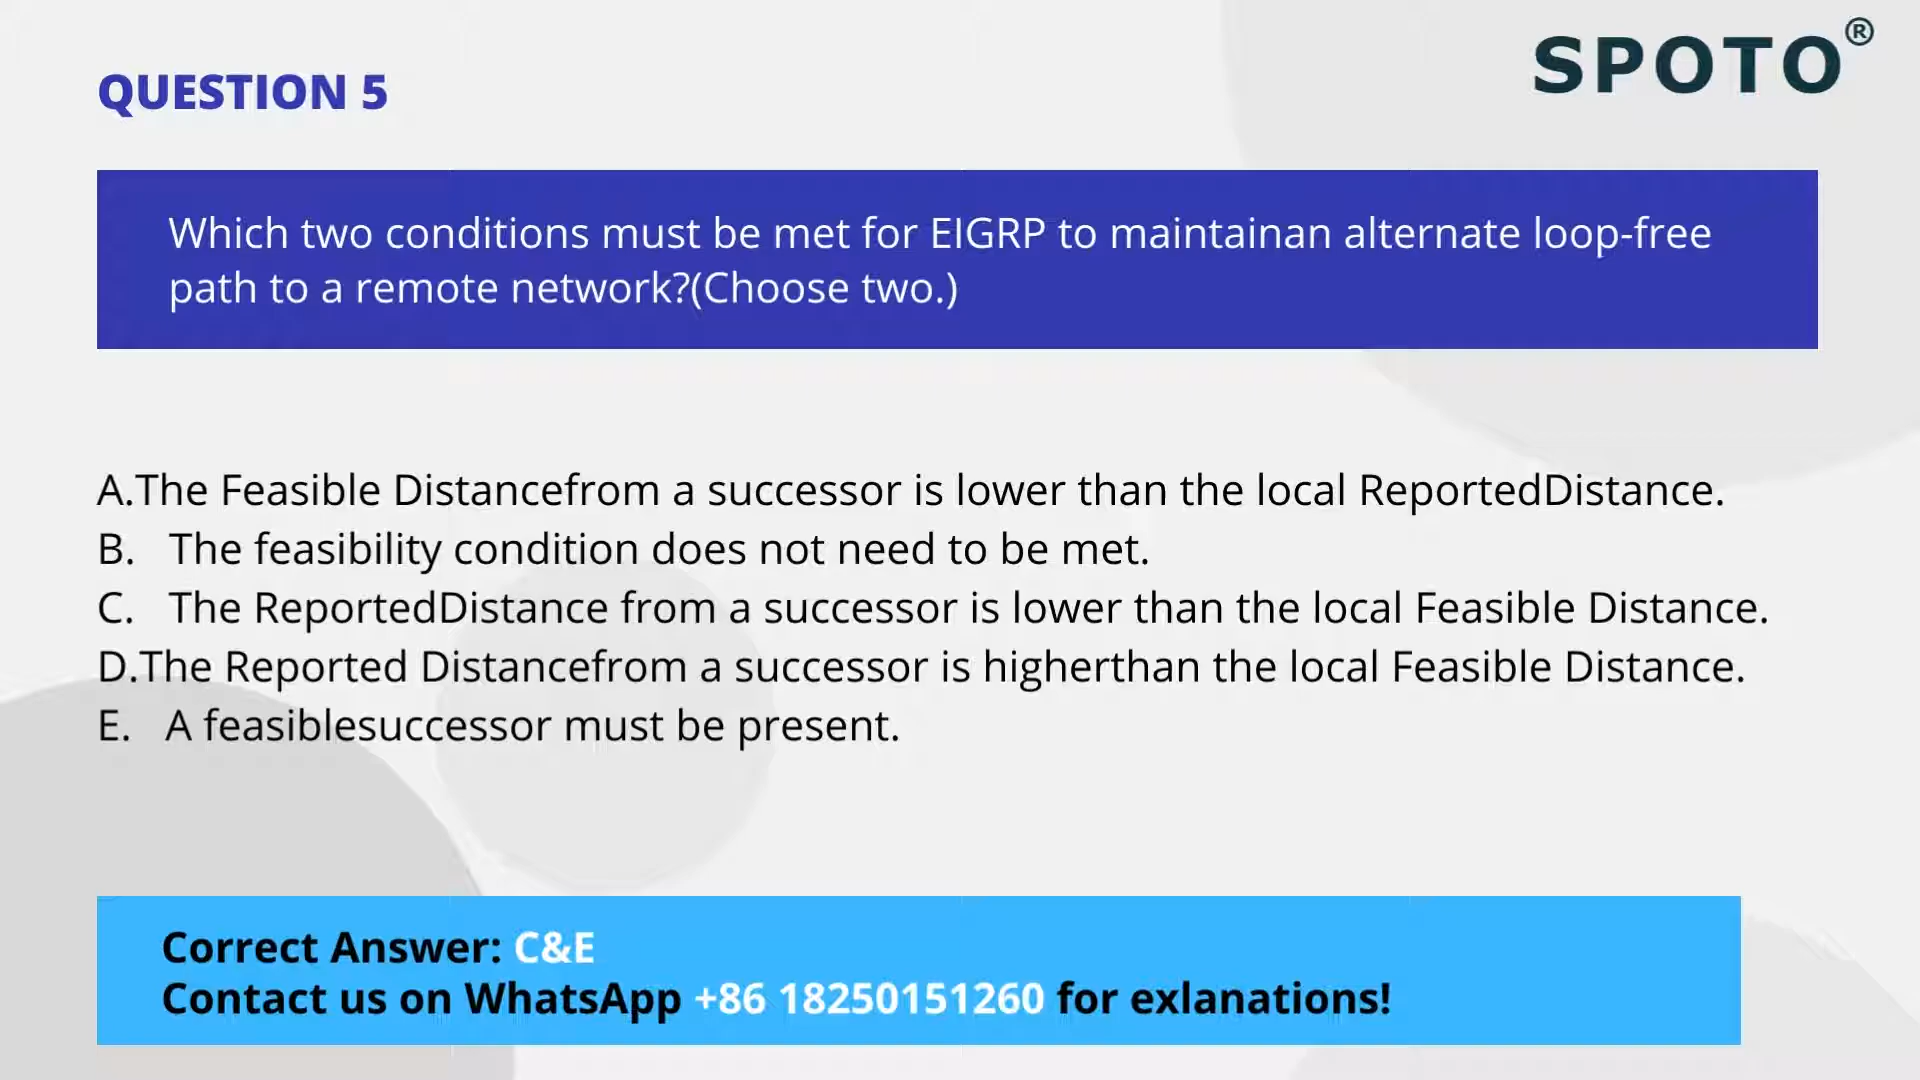 SPOTO®
QUESTION 5
Which two conditions must be met for EIGRP to maintainan alternate loop-free
path to a remote network?(Choose two.)
A.The Feasible Distancefrom a successor is lower than the local ReportedDistance.
B. The feasibility condition does not need to be met.
C. The ReportedDistance from a successor is lower than the local Feasible Distance.
D.The Reported Distancefrom a successor is higherthan the local Feasible Distance.
E. A feasiblesuccessor must be present.
Correct Answer: C&E
Contact us on WhatsApp +86 18250151260 for exlanations!